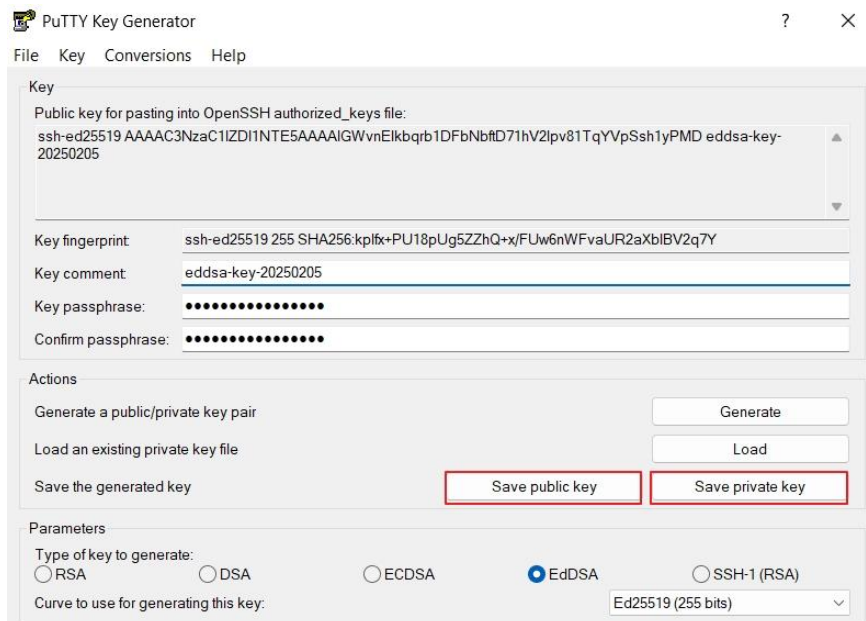 PuTTY Key Generator
? ×
File Key Conversions Help
Key
Public key for pasting into OpenSSH authorized_keys file:
ssh-ed25519 AAAAC3NzaC1lZDI1NTE5AAAAIGWvnElkbqrb1DFbNbftD71hV2lpv81TqYVpSsh1yPMD eddsa-key-
20250205
Key fingerprint: ssh-ed25519 255 SHA256:kplfx+PU18pUg5ZZhQ+x/FUw6nWFvaUR2aXblBV2q7Y
Key comment: eddsa-key-20250205
Key passphrase: ●●●●●●●●●●●●●●●●
Confirm passphrase: ●●●●●●●●●●●●●●●●
Actions
Generate a public/private key pair Generate
Load an existing private key file Load
Save the generated key Save public key Save private key
Parameters
Type of key to generate:
RSA DSA ECDSA EdDSA SSH-1 (RSA)
Curve to use for generating this key: Ed25519 (255 bits)